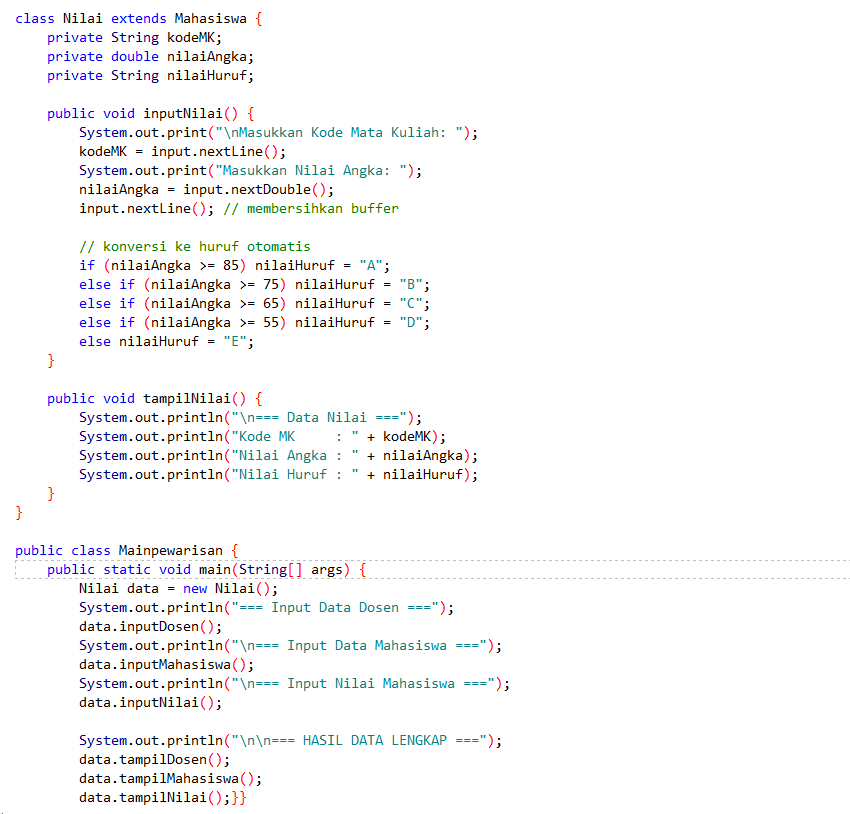 class Nilai extends Mahasiswa {
    private String kodeMK;
    private double nilaiAngka;
    private String nilaiHuruf;

    public void inputNilai() {
        System.out.print("\nMasukkan Kode Mata Kuliah: ");
        kodeMK = input.nextLine();
        System.out.print("Masukkan Nilai Angka: ");
        nilaiAngka = input.nextDouble();
        input.nextLine(); // membersihkan buffer

        // konversi ke huruf otomatis
        if (nilaiAngka >= 85) nilaiHuruf = "A";
        else if (nilaiAngka >= 75) nilaiHuruf = "B";
        else if (nilaiAngka >= 65) nilaiHuruf = "C";
        else if (nilaiAngka >= 55) nilaiHuruf = "D";
        else nilaiHuruf = "E";
    }

    public void tampilNilai() {
        System.out.println("\n=== Data Nilai ===");
        System.out.println("Kode MK     : " + kodeMK);
        System.out.println("Nilai Angka : " + nilaiAngka);
        System.out.println("Nilai Huruf : " + nilaiHuruf);
    }
}

public class Mainpewarisan {
    public static void main(String[] args) {
        Nilai data = new Nilai();
        System.out.println("=== Input Data Dosen ===");
        data.inputDosen();
        System.out.println("\n=== Input Data Mahasiswa ===");
        data.inputMahasiswa();
        System.out.println("\n=== Input Nilai Mahasiswa ===");
        data.inputNilai();

        System.out.println("\n\n=== HASIL DATA LENGKAP ===");
        data.tampilDosen();
        data.tampilMahasiswa();
        data.tampilNilai();}}